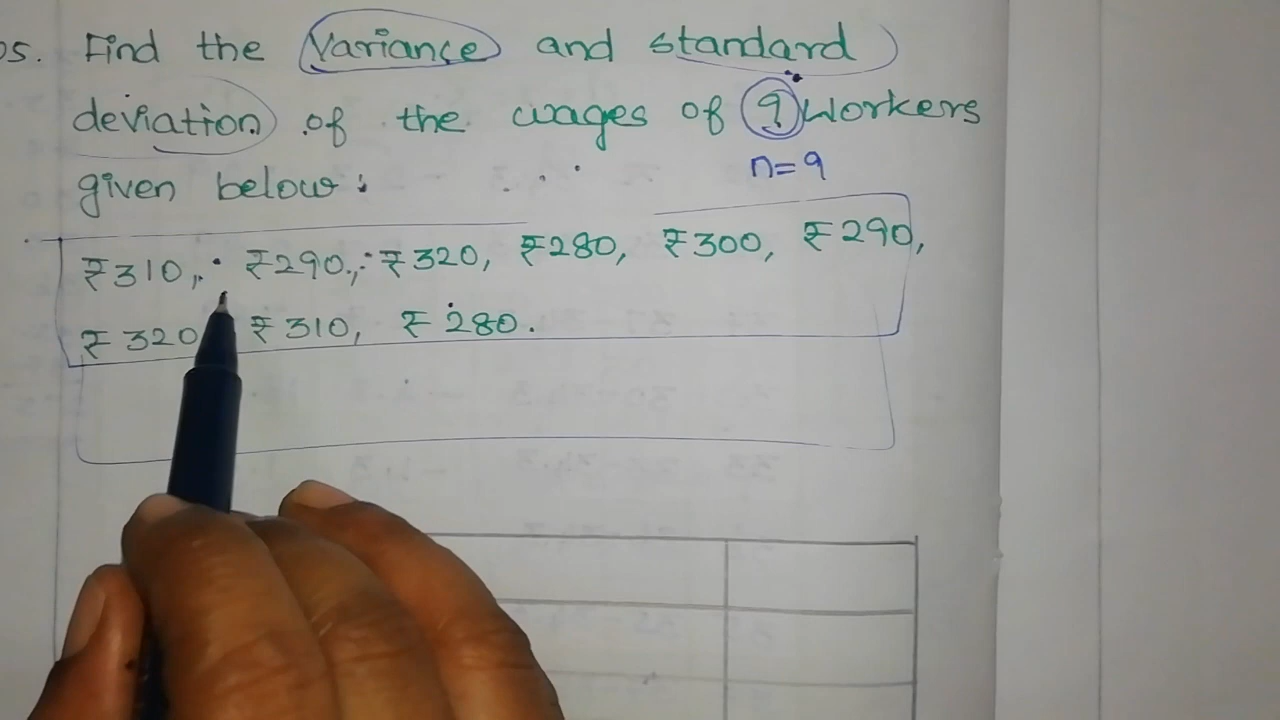 05. Find the Variance and standard
deviation of the wages of 9 Workers
n=9
given below:
₹310, ₹290, ₹320, ₹280, ₹300, ₹290,
₹320 ₹310, ₹280.